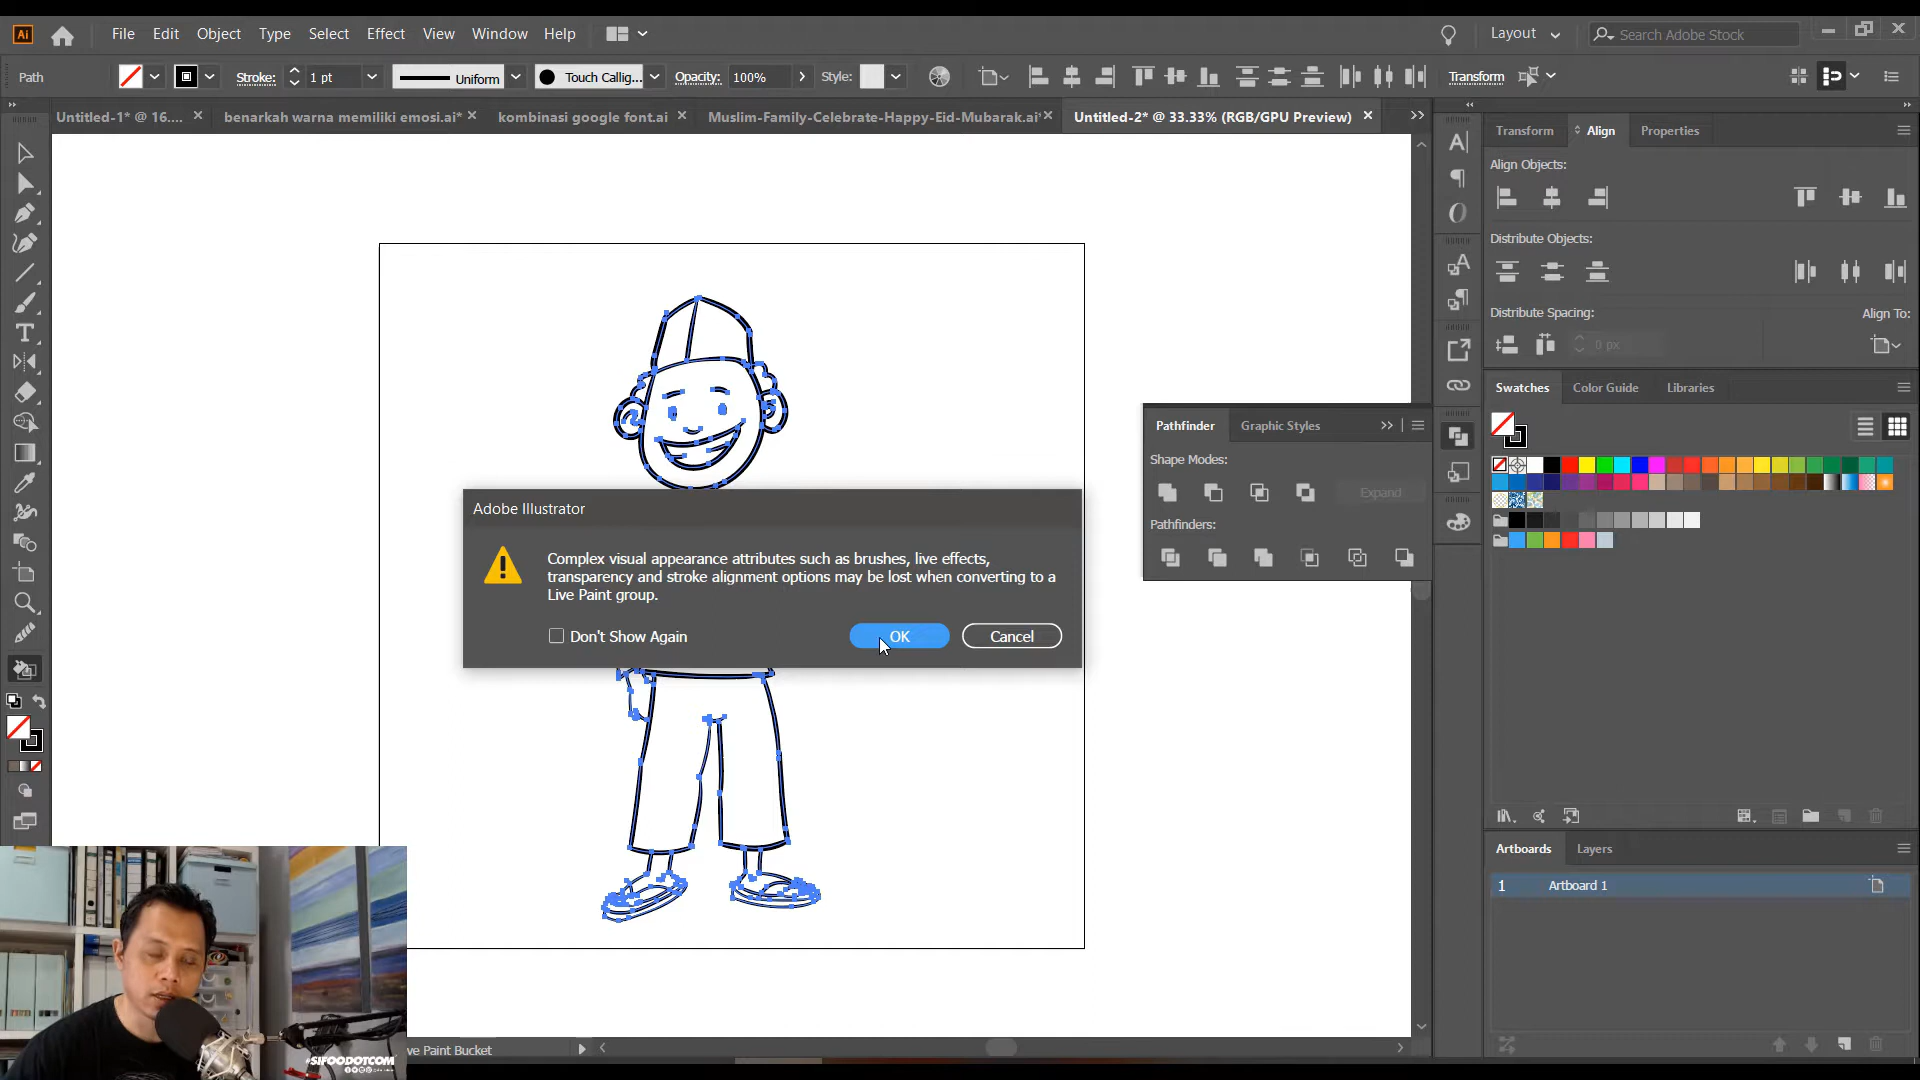 Ai File Edit Object Type Select Effect View Window Help Layout Search Adobe Stock
Path Stroke: 1 pt Uniform Touch Callig... Opacity: 100% Style: Transform
Untitled-1* @ 16.... benarkah warna memiliki emosi.ai* kombinasi google font.ai Muslim-Family-Celebrate-Happy-Eid-Mubarak.ai* Untitled-2* @ 33.33% (RGB/GPU Preview)
Transform Align Properties
Align Objects:
Distribute Objects:
Distribute Spacing: Align To:
0 px
Swatches Color Guide Libraries
Pathfinder Graphic Styles
Shape Modes:
Expand
Pathfinders:
Adobe Illustrator
Complex visual appearance attributes such as brushes, live effects,
transparency and stroke alignment options may be lost when converting to a
Live Paint group.
Don't Show Again OK Cancel
Artboards Layers
1 Artboard 1
ve Paint Bucket
#SIFOODOTCOM